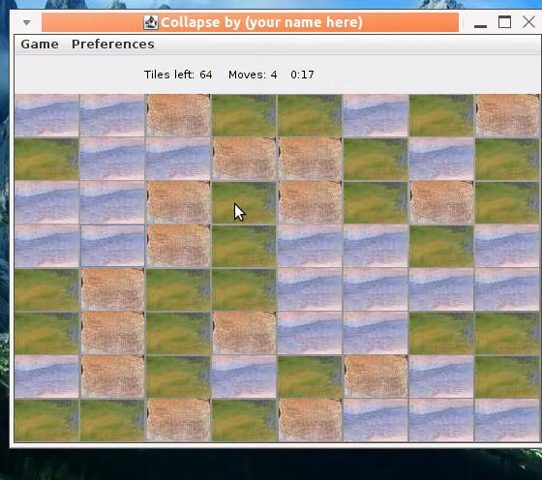 Collapse by (your name here)
Game Preferences
Tiles left: 64 Moves: 4 0:17